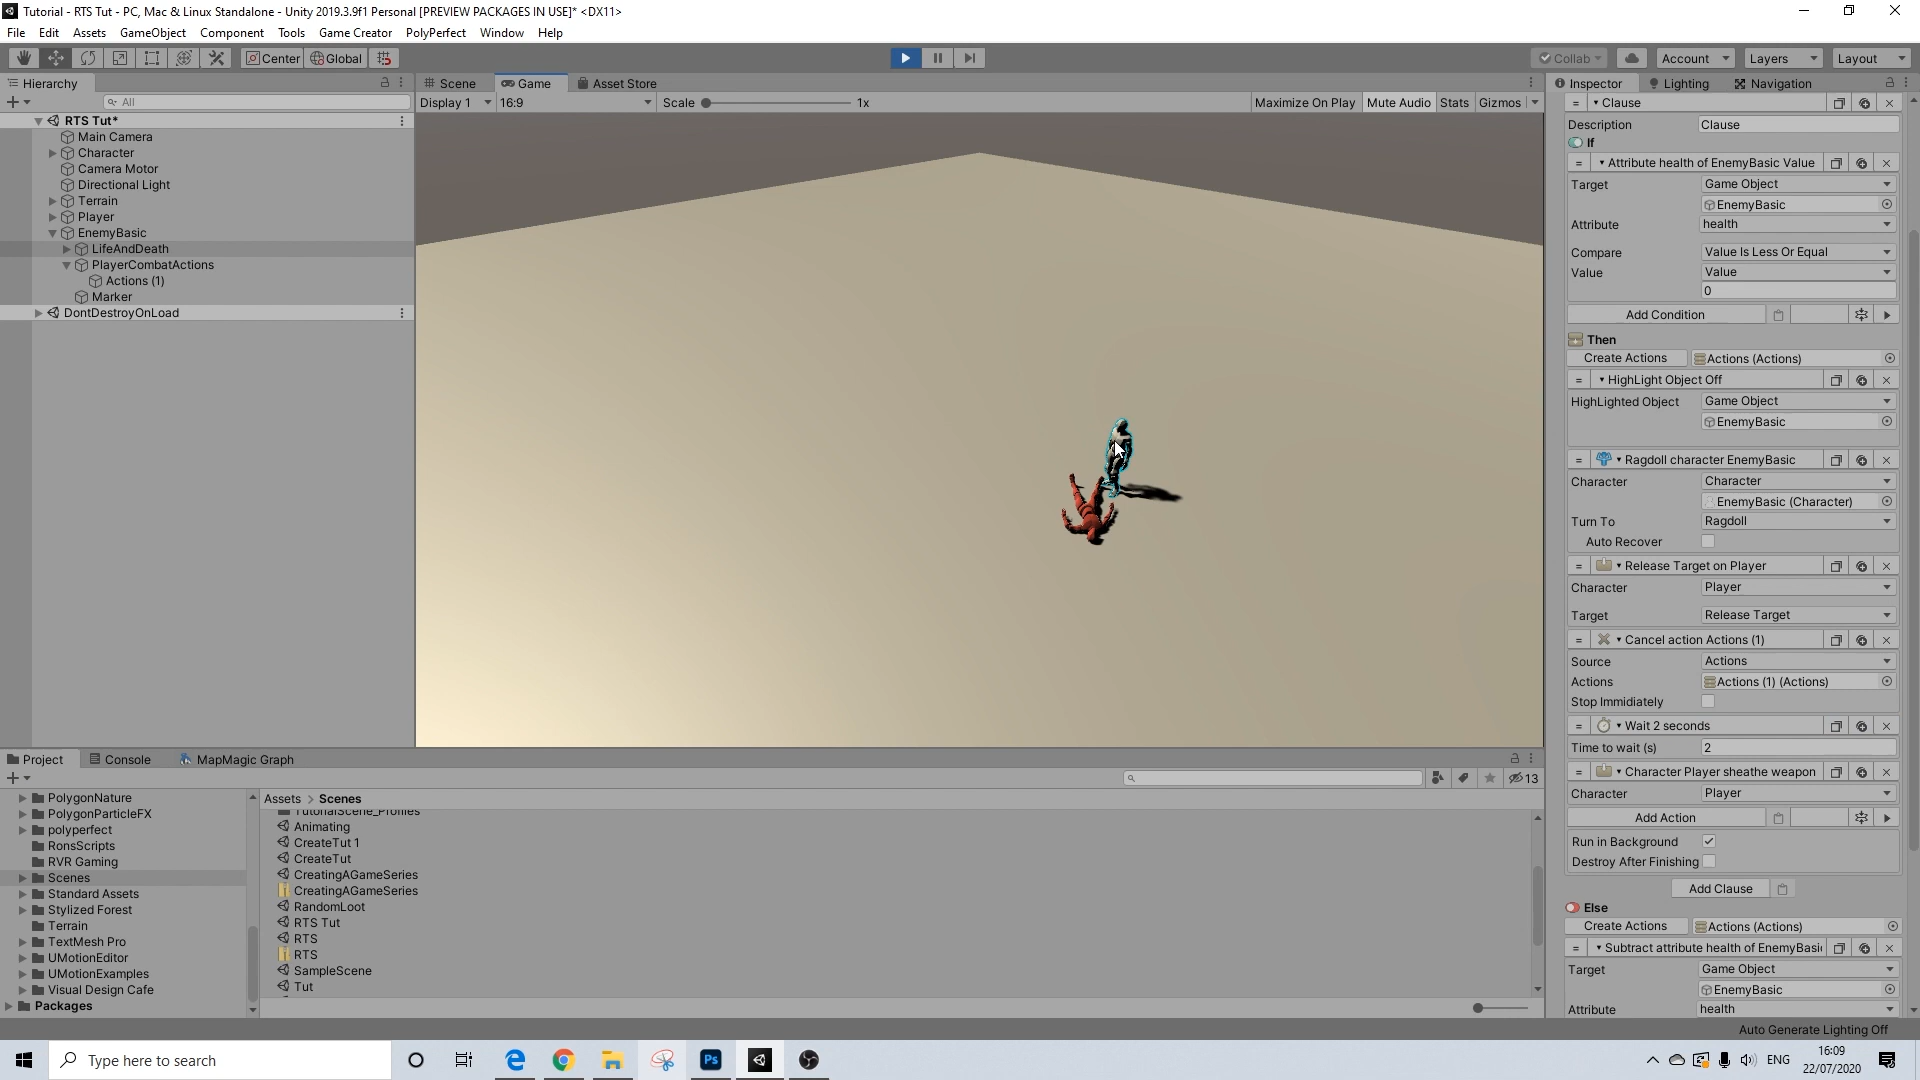 Tutorial - RTS Tut - PC, Mac & Linux Standalone - Unity 2019.3.9f1 Personal [PREVIEW PACKAGES IN USE]* <DX11>
File Edit Assets GameObject Component Tools Game Creator PolyPerfect Window Help
Center Global Collab Account Layers Layout
Hierarchy Scene Game Asset Store Inspector Lighting Navigation
All Display 1 16:9 Scale 1x Maximize On Play Mute Audio Stats Gizmos
RTS Tut*
Main Camera
Character
Camera Motor
Directional Light
Terrain
Player
EnemyBasic
LifeAndDeath
PlayerCombatActions
Actions (1)
Marker
DontDestroyOnLoad
Clause
Description Clause
If
Attribute health of EnemyBasic Value
Target Game Object
EnemyBasic
Attribute health
Compare Value Is Less Or Equal
Value Value
0
Add Condition
Then
Create Actions Actions (Actions)
HighLight Object Off
HighLighted Object Game Object
EnemyBasic
Ragdoll character EnemyBasic
Character Character
EnemyBasic (Character)
Turn To Ragdoll
Auto Recover
Release Target on Player
Character Player
Target Release Target
Cancel action Actions (1)
Source Actions
Actions Actions (1) (Actions)
Stop Immidiately
Wait 2 seconds
Time to wait (s) 2
Character Player sheathe weapon
Character Player
Add Action
Run in Background
Destroy After Finishing
Add Clause
Else
Create Actions Actions (Actions)
Subtract attribute health of EnemyBasi
Target Game Object
EnemyBasic
Attribute health
Project Console MapMagic Graph
13
PolygonNature
PolygonParticleFX
polyperfect
RonsScripts
RVR Gaming
Scenes
Standard Assets
Stylized Forest
Terrain
TextMesh Pro
UMotionEditor
UMotionExamples
Visual Design Cafe
Packages
Assets > Scenes
TutorialScene_Profiles
Animating
CreateTut 1
CreateTut
CreatingAGameSeries
CreatingAGameSeries
RandomLoot
RTS Tut
RTS
RTS
SampleScene
Tut
Auto Generate Lighting Off
Type here to search
Ps
ENG
16:09
22/07/2020